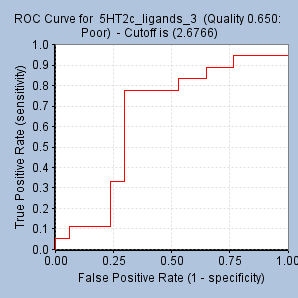 ROC Curve for 5HT2c_ligands_3 (Quality 0.650:
Poor) - Cutoff is (2.6766)
True Positive Rate (sensitivity)
1.0
0.9
0.8
0.7
0.6
0.5
0.4
0.3
0.2
0.1
0.0
0.00 0.25 0.50 0.75 1.00
False Positive Rate (1 - specificity)